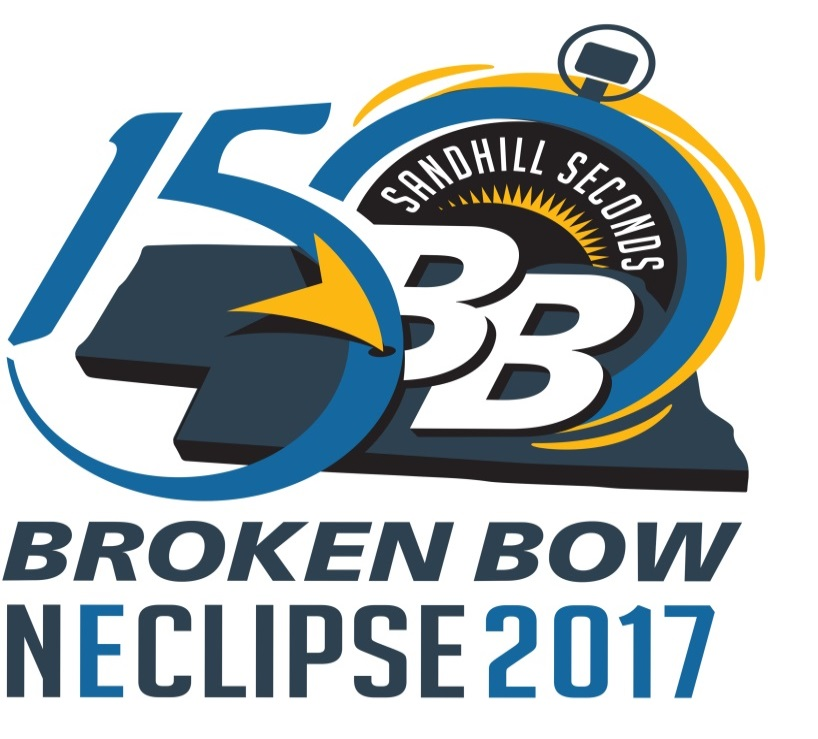 150
SANDHILL SECONDS
BB
BROKEN BOW
NECLIPSE 2017